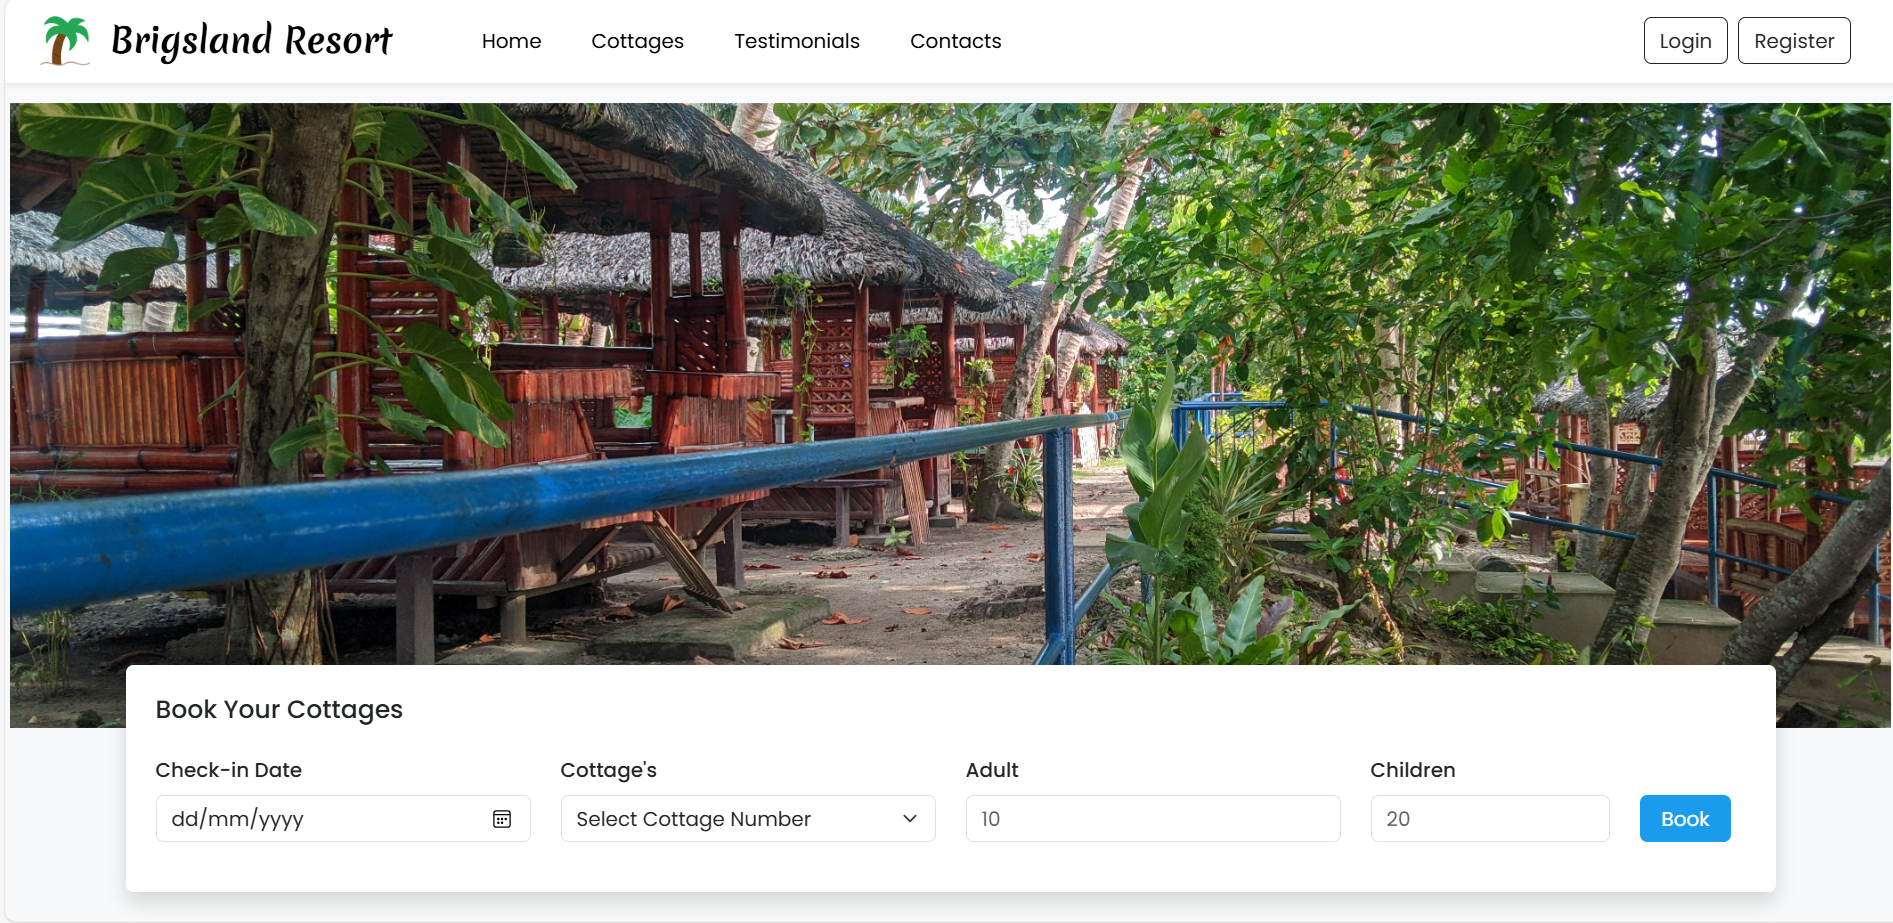 Brigsland Resort Home Cottages Testimonials Contacts Login Register
Book Your Cottages
Check-in Date Cottage's Adult Children
dd/mm/yyyy Select Cottage Number 10 20 Book